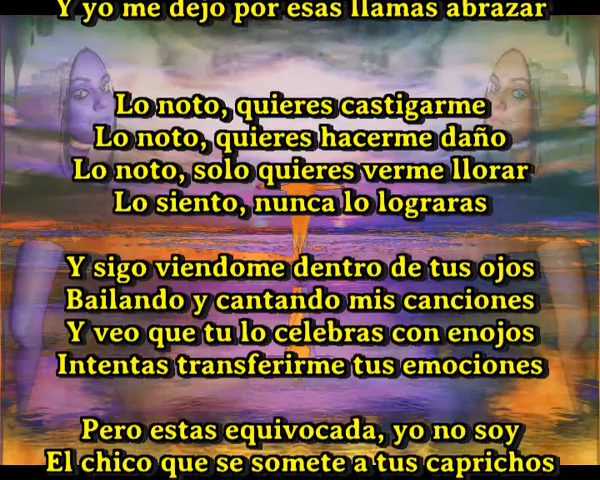 Y yo me dejo por esas llamas abrazar
Lo noto, quieres castigarme
Lo noto, quieres hacerme daño
Lo noto, solo quieres verme llorar
Lo siento, nunca lo lograras
Y sigo viendome dentro de tus ojos
Bailando y cantando mis canciones
Y veo que tu lo celebras con enojos
Intentas transferirme tus emociones
Pero estas equivocada, yo no soy
El chico que se somete a tus caprichos